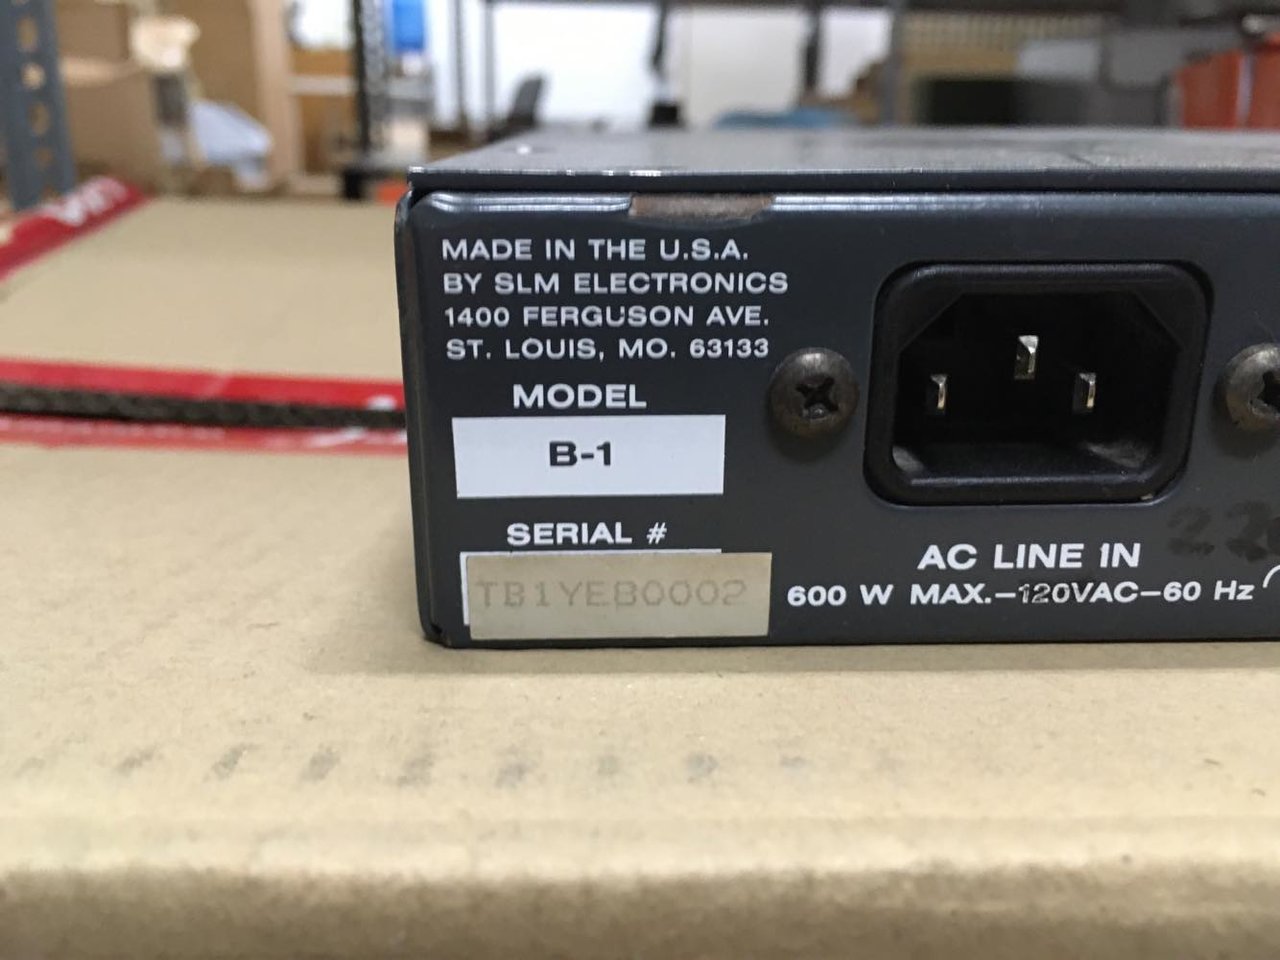 MADE IN THE U.S.A.
BY SLM ELECTRONICS
1400 FERGUSON AVE.
ST. LOUIS, MO. 63133
MODEL
B-1
SERIAL #
TB1YEB0002
AC LINE IN
600 W MAX.-120VAC-60 Hz